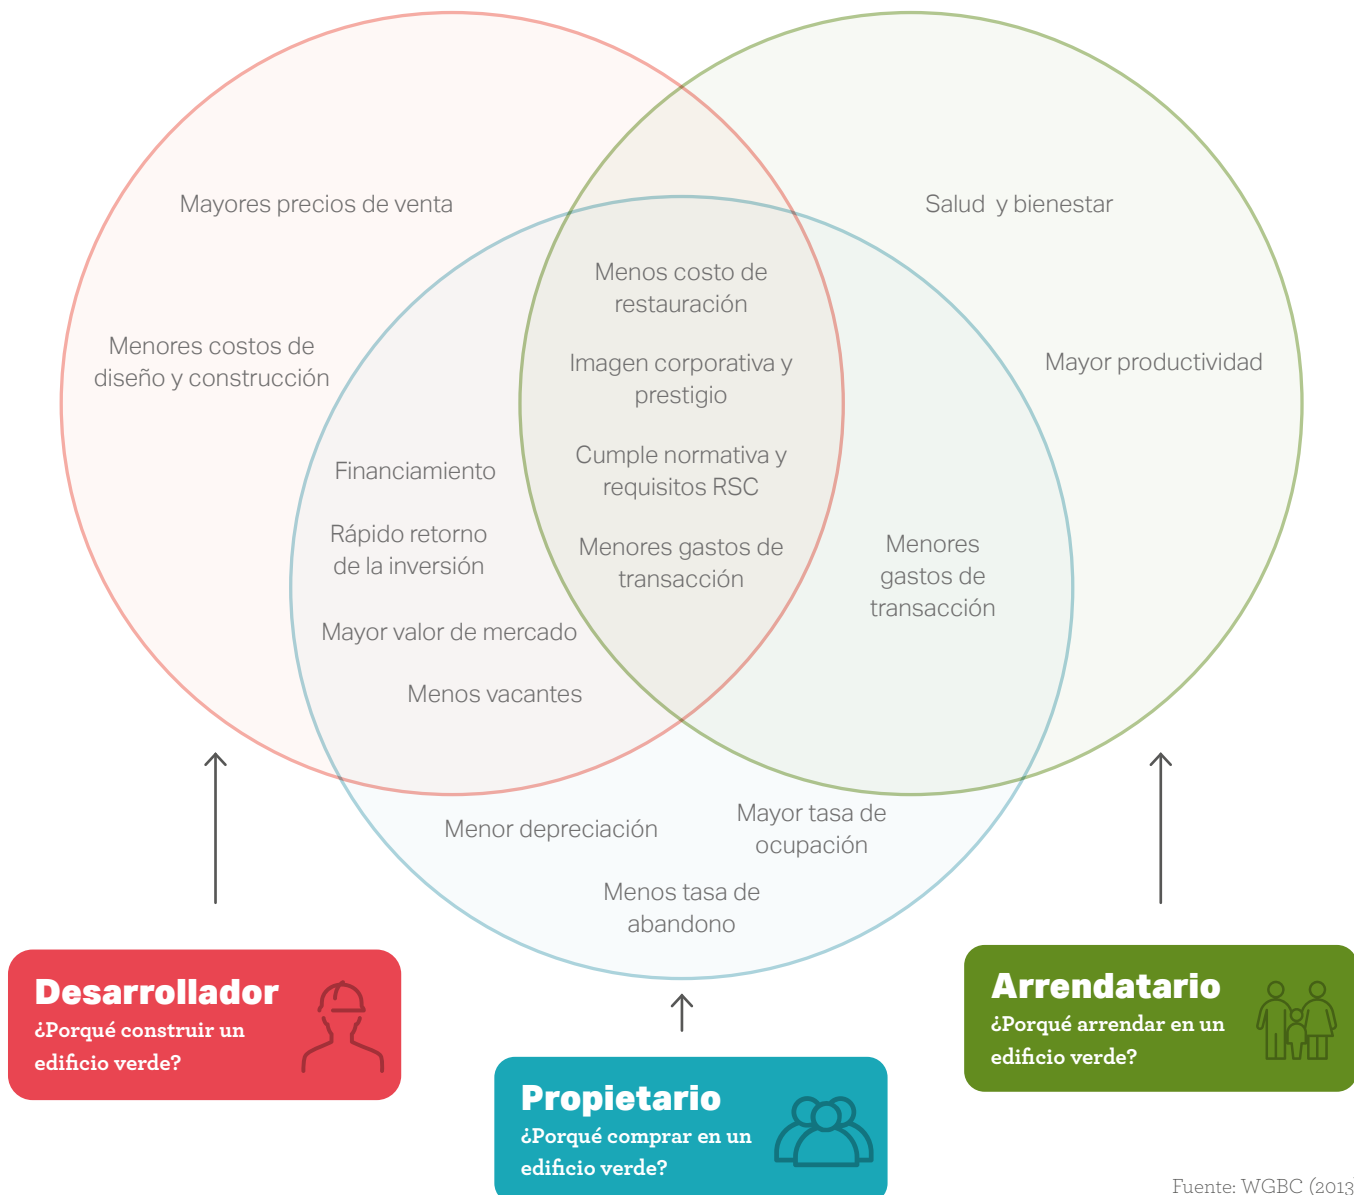 Mayores precios de venta
Salud y bienestar
Menos costo de
restauración
Menores costos de
diseño y construcción
Imagen corporativa y
prestigio
Mayor productividad
Financiamiento
Cumple normativa y
requisitos RSC
Rápido retorno
de la inversión
Menores gastos de
transacción
Menores
gastos de
transacción
Mayor valor de mercado
Menos vacantes
Menor depreciación
Mayor tasa de
ocupación
Menos tasa de
abandono
Desarrollador
¿Porqué construir un
edificio verde?
Propietario
¿Porqué comprar en un
edificio verde?
Arrendatario
¿Porqué arrendar en un
edificio verde?
Fuente: WGBC (2013